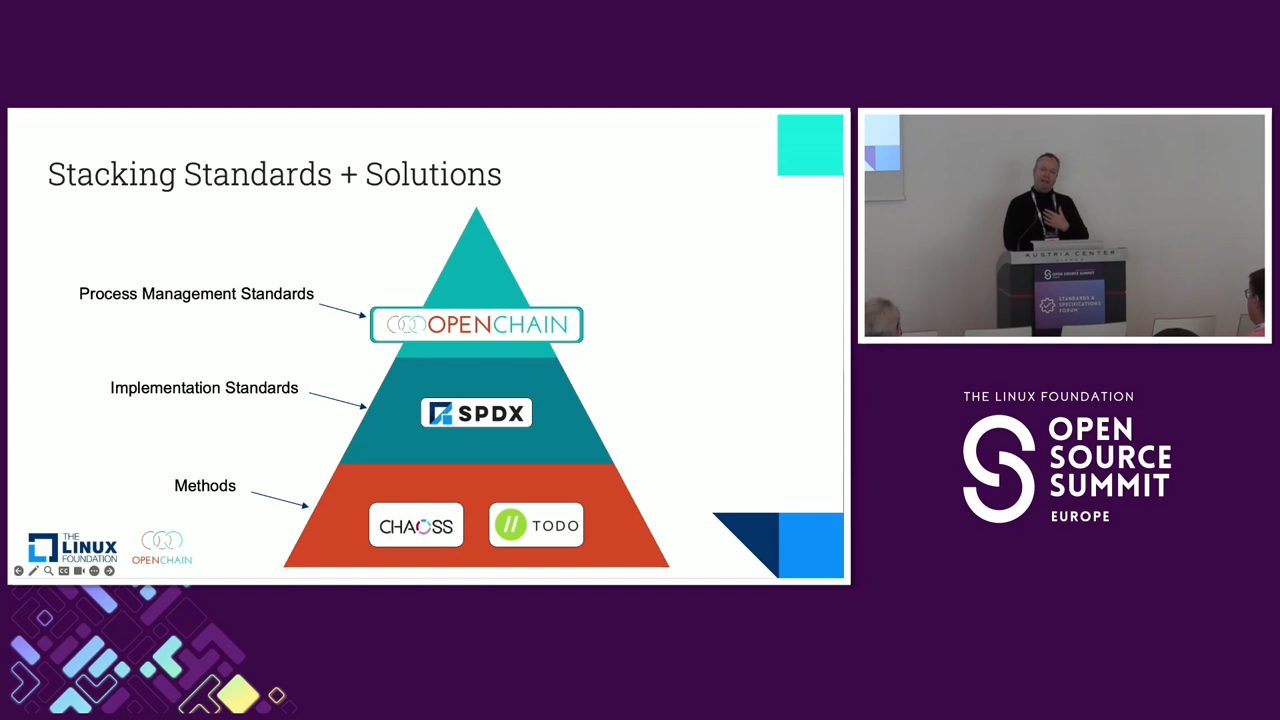 Stacking Standards + Solutions
Process Management Standards
OPENCHAIN
Implementation Standards
SPDX
Methods
CHAOSS
TODO
THE
LINUX
FOUNDATION
OPENCHAIN
AUSTRIA CENTER
OPEN SOURCE SUMMIT
STANDARDS &
SPECIFICATIONS
FORUM
THE LINUX FOUNDATION
OPEN
SOURCE
SUMMIT
EUROPE